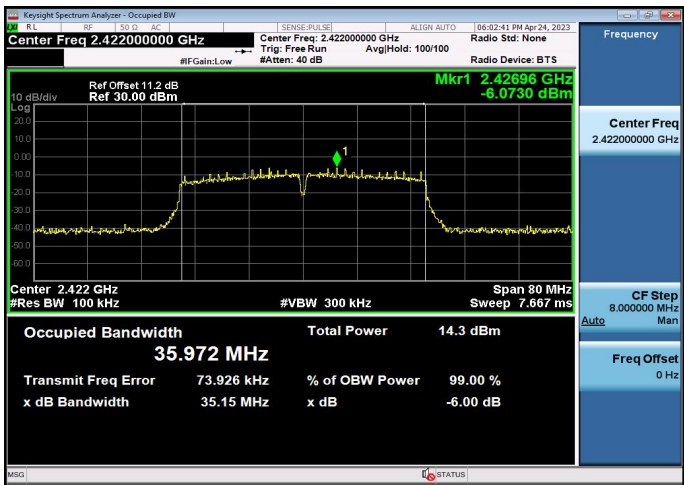 Keysight Spectrum Analyzer - Occupied BW
RL RF 50 Ω AC SENSE:PULSE ALIGN AUTO 06:02:41 PM Apr 24, 2023
Center Freq 2.422000000 GHz
Center Freq: 2.422000000 GHz
Radio Std: None
Trig: Free Run Avg|Hold: 100/100
#IFGain:Low #Atten: 40 dB Radio Device: BTS
Frequency
Ref Offset 11.2 dB
Mkr1 2.42696 GHz
10 dB/div Ref 30.00 dBm -6.0730 dBm
Log
20.0
10.0
0.00
-10.0
-20.0
-30.0
-40.0
-50.0
-60.0
1
Center Freq
2.422000000 GHz
Center 2.422 GHz Span 80 MHz
#Res BW 100 kHz #VBW 300 kHz Sweep 7.667 ms
CF Step
8.000000 MHz
Auto Man
Occupied Bandwidth Total Power 14.3 dBm
35.972 MHz
Transmit Freq Error 73.926 kHz % of OBW Power 99.00 %
x dB Bandwidth 35.15 MHz x dB -6.00 dB
Freq Offset
0 Hz
MSG STATUS